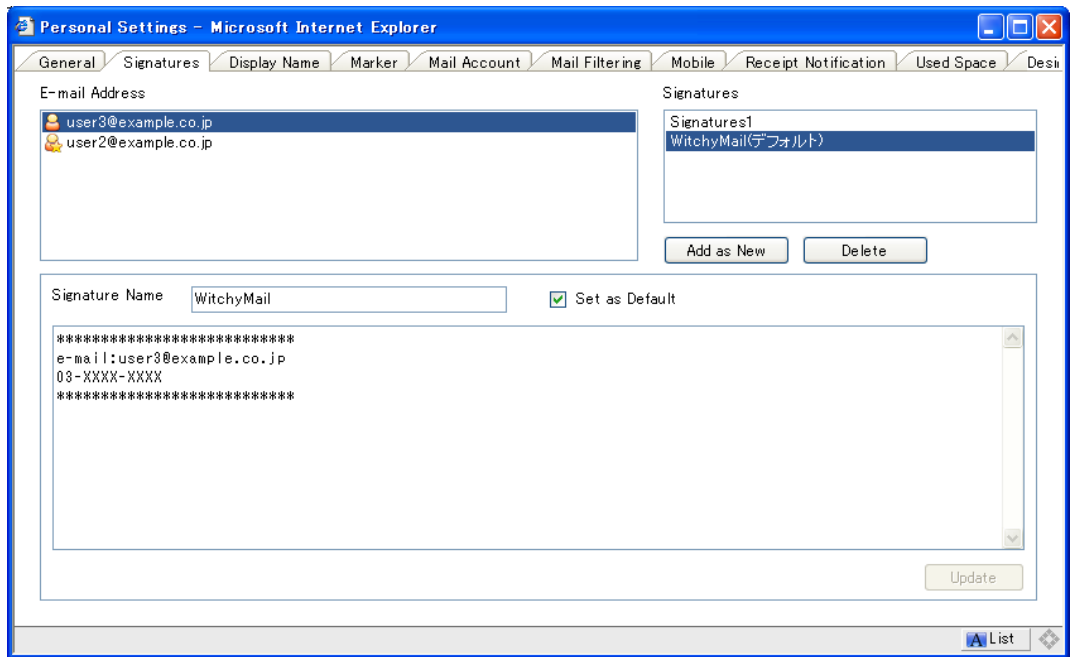 Personal Settings - Microsoft Internet Explorer
General Signatures Display Name Marker Mail Account Mail Filtering Mobile Receipt Notification Used Space Desi
E-mail Address
user3@example.co.jp
user2@example.co.jp
Signatures
Signatures1
WitchyMail(デフォルト)
Add as New Delete
Signature Name WitchyMail Set as Default
***************************
e-mail:user3@example.co.jp
03-XXXX-XXXX
***************************
Update
A List